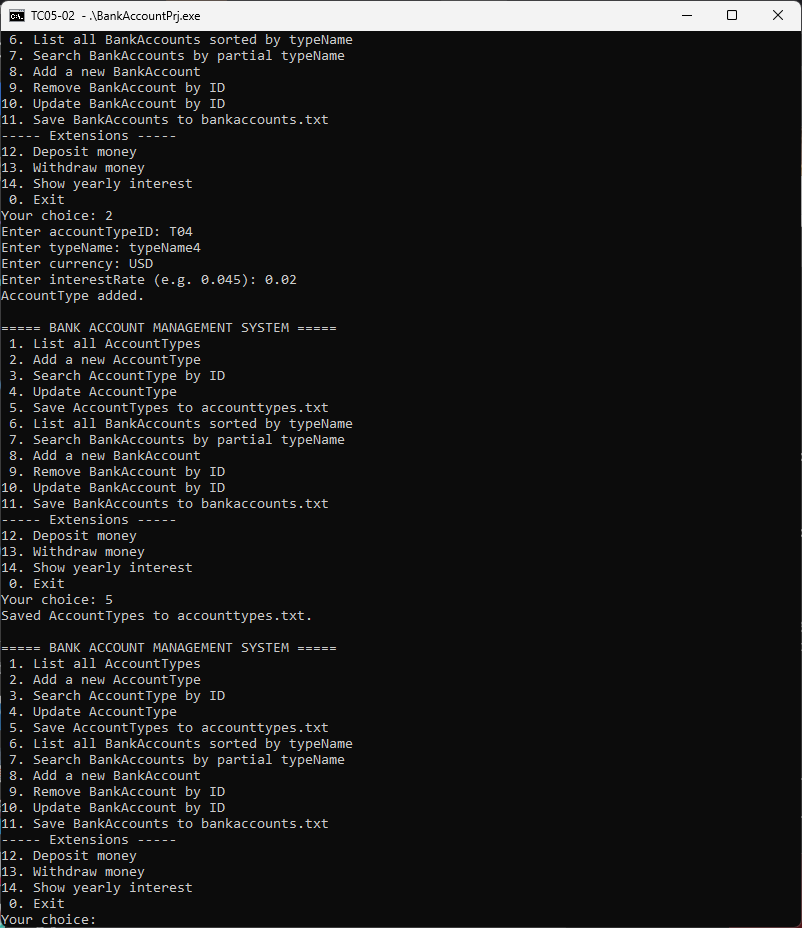 TC05-02 - .\BankAccountPrj.exe
 6. List all BankAccounts sorted by typeName
 7. Search BankAccounts by partial typeName
 8. Add a new BankAccount
 9. Remove BankAccount by ID
10. Update BankAccount by ID
11. Save BankAccounts to bankaccounts.txt
----- Extensions -----
12. Deposit money
13. Withdraw money
14. Show yearly interest
 0. Exit
Your choice: 2
Enter accountTypeID: T04
Enter typeName: typeName4
Enter currency: USD
Enter interestRate (e.g. 0.045): 0.02
AccountType added.

===== BANK ACCOUNT MANAGEMENT SYSTEM =====
 1. List all AccountTypes
 2. Add a new AccountType
 3. Search AccountType by ID
 4. Update AccountType
 5. Save AccountTypes to accounttypes.txt
 6. List all BankAccounts sorted by typeName
 7. Search BankAccounts by partial typeName
 8. Add a new BankAccount
 9. Remove BankAccount by ID
10. Update BankAccount by ID
11. Save BankAccounts to bankaccounts.txt
----- Extensions -----
12. Deposit money
13. Withdraw money
14. Show yearly interest
 0. Exit
Your choice: 5
Saved AccountTypes to accounttypes.txt.

===== BANK ACCOUNT MANAGEMENT SYSTEM =====
 1. List all AccountTypes
 2. Add a new AccountType
 3. Search AccountType by ID
 4. Update AccountType
 5. Save AccountTypes to accounttypes.txt
 6. List all BankAccounts sorted by typeName
 7. Search BankAccounts by partial typeName
 8. Add a new BankAccount
 9. Remove BankAccount by ID
10. Update BankAccount by ID
11. Save BankAccounts to bankaccounts.txt
----- Extensions -----
12. Deposit money
13. Withdraw money
14. Show yearly interest
 0. Exit
Your choice: